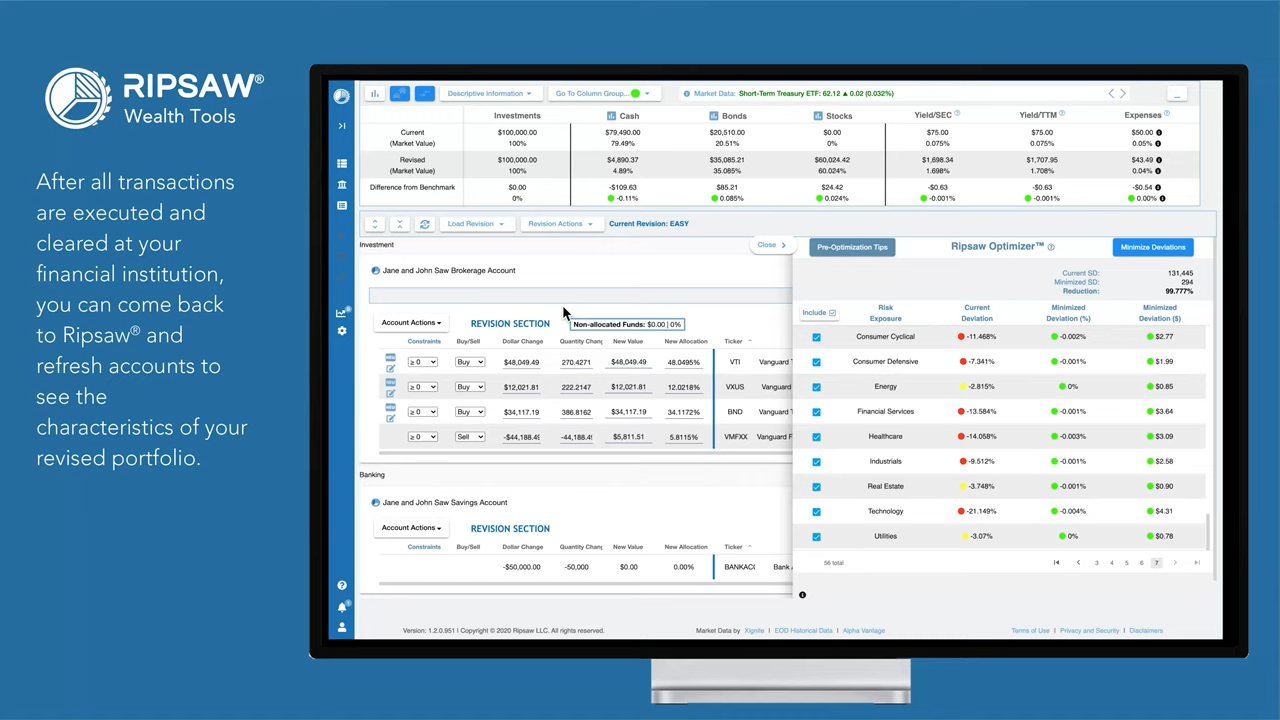 RIPSAW®
Wealth Tools
After all transactions
are executed and
cleared at your
financial institution,
you can come back
to Ripsaw® and
refresh accounts to
see the
characteristics of your
revised portfolio.
Descriptive Information
Go To Column Group...
Market Data: Short-Term Treasury ETF: 62.12 ▲ 0.02 (0.032%)
Investments Cash Bonds Stocks Yield/SEC Yield/TTM Expenses
Current $100,000.00 $79,490.00 $20,510.00 $0.00 $75.00 $75.00 $50.00
(Market Value) 100% 79.49% 20.51% 0% 0.075% 0.075% 0.05%
Revised $100,000.00 $4,890.37 $35,085.21 $60,024.42 $1,698.34 $1,707.95 $43.49
(Market Value) 100% 4.89% 35.085% 60.024% 1.698% 1.708% 0.04%
Difference from Benchmark $0.00 -$109.63 $85.21 $24.42 -$0.63 -$0.63 -$0.54
0% -0.11% 0.085% 0.024% -0.001% -0.001% 0.00%
Load Revision Revision Actions Current Revision: EASY
Investment
Close
Jane and John Saw Brokerage Account
Account Actions REVISION SECTION Non-allocated Funds: $0.00 | 0%
Constraints Buy/Sell Dollar Change Quantity Chang New Value New Allocation Ticker
≥ 0 Buy $48,049.49 270.4271 $48,049.49 48.0495% VTI Vanguard T
≥ 0 Buy $12,021.81 222.2147 $12,021.81 12.0218% VXUS Vanguard
≥ 0 Buy $34,117.19 386.8162 $34,117.19 34.1172% BND Vanguard T
≥ 0 Sell -$44,188.49 -44,188.4 $5,811.51 5.8115% VMFXX Vanguard F
Banking
Jane and John Saw Savings Account
Account Actions REVISION SECTION
Constraints Buy/Sell Dollar Change Quantity Chang New Value New Allocation Ticker
-$50,000.00 -50,000 $0.00 0.00% BANKACC Bank A
Pre-Optimization Tips Ripsaw Optimizer™ Minimize Deviations
Current SD: 131,445
Minimized SD: 294
Reduction: 99.777%
Include
Risk Exposure
Current Deviation
Minimized Deviation (%)
Minimized Deviation ($)
Consumer Cyclical -11.468% -0.002% $2.77
Consumer Defensive -7.341% -0.001% $1.99
Energy -2.815% 0% $0.85
Financial Services -13.584% -0.001% $3.64
Healthcare -14.058% -0.003% $3.09
Industrials -9.512% -0.001% $2.58
Real Estate -3.748% -0.001% $0.90
Technology -21.149% -0.004% $4.31
Utilities -3.07% 0% $0.78
56 total 3 4 5 6 7
Version: 1.2.0.951 | Copyright © 2020 Ripsaw LLC. All rights reserved.
Market Data by Xignite | EOD Historical Data | Alpha Vantage
Terms of Use | Privacy and Security | Disclaimers